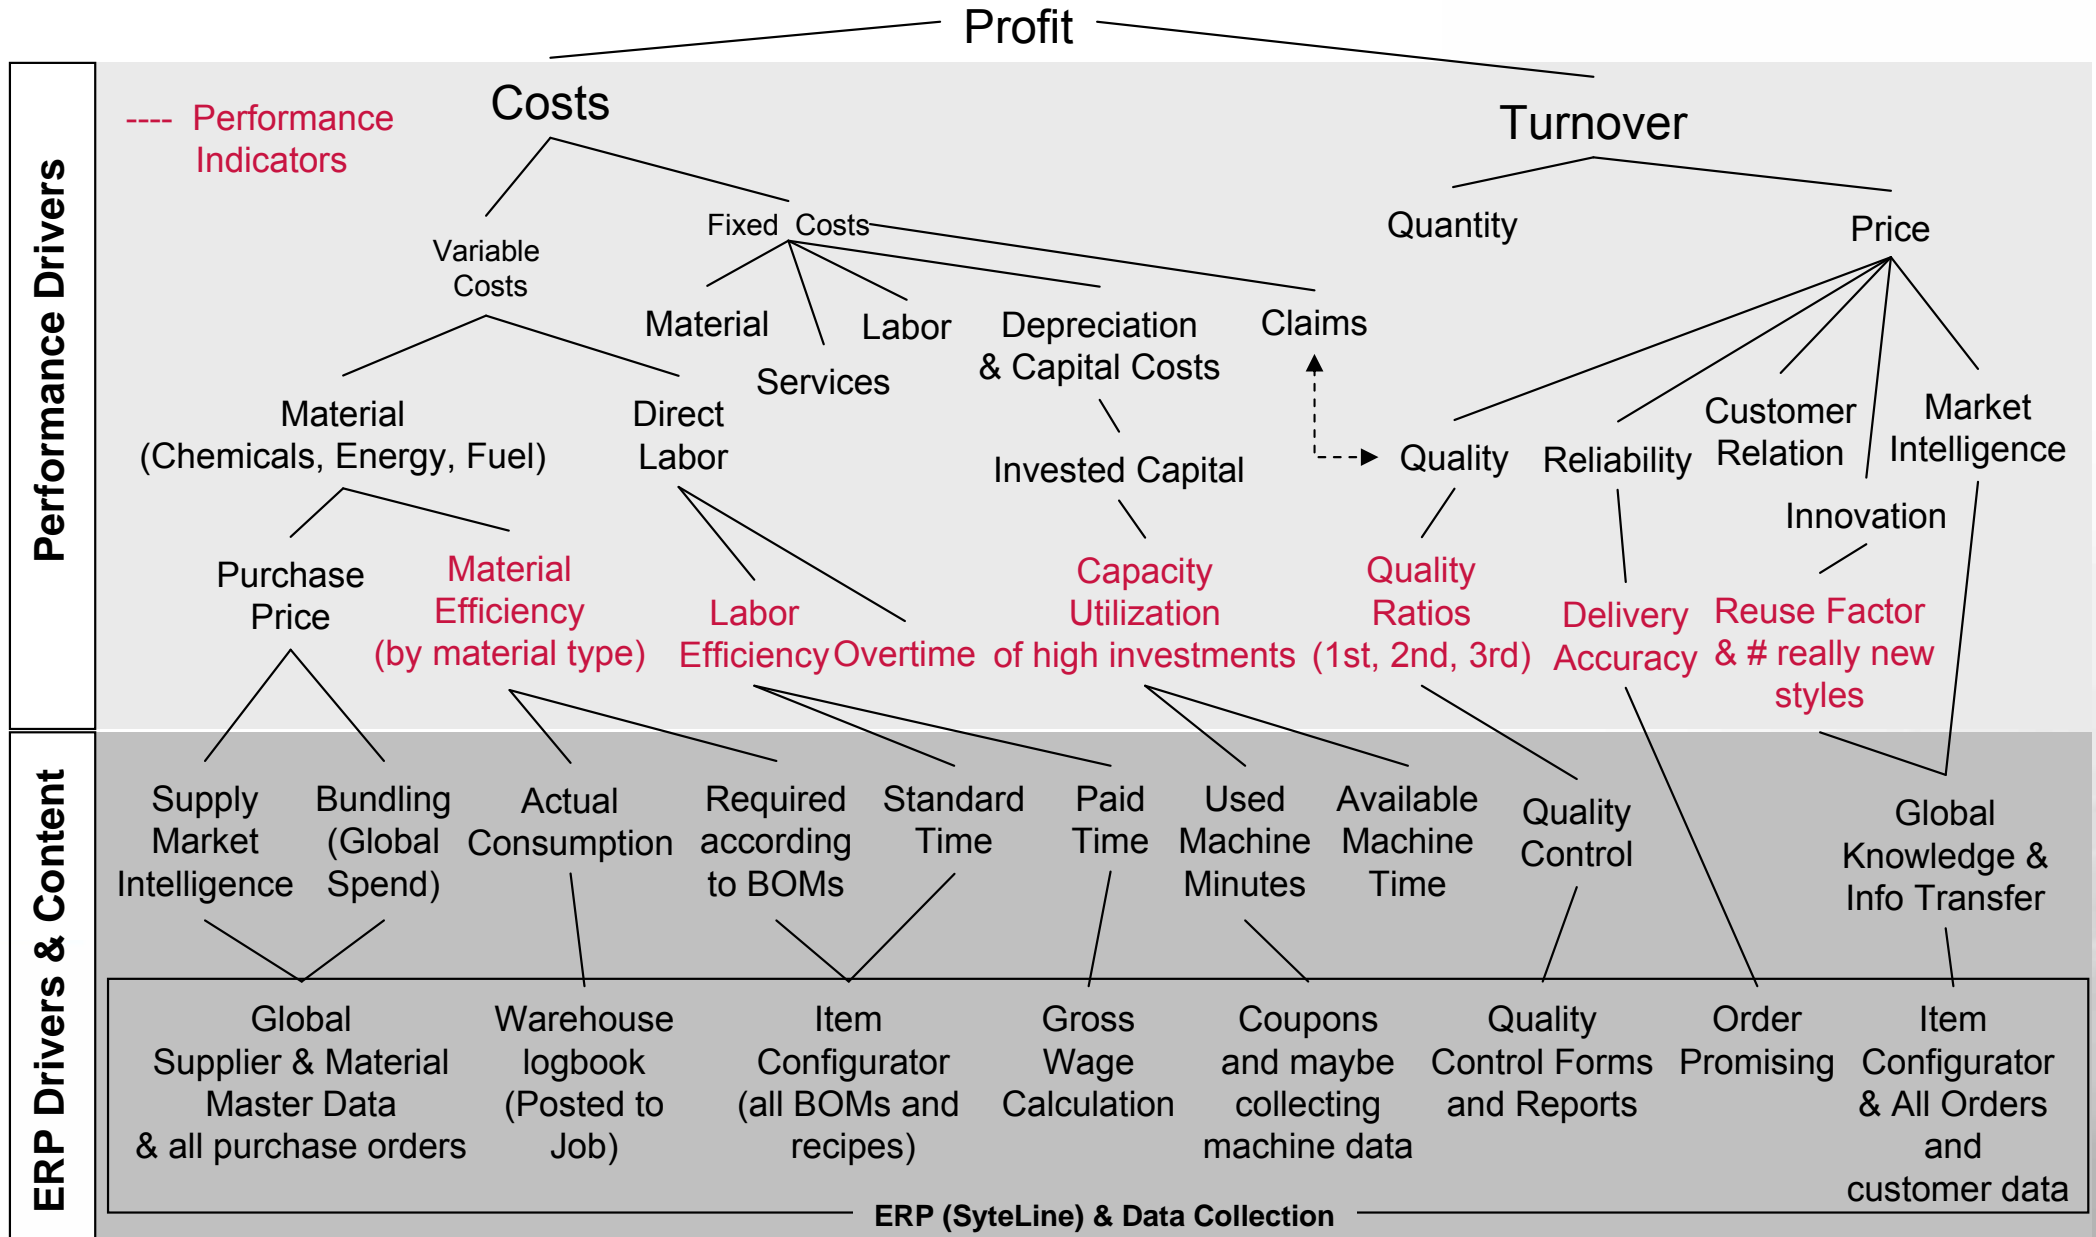 Profit
Performance Drivers
---- Performance
Indicators
Costs
Turnover
Variable
Costs
Fixed Costs
Quantity
Price
Material
Services
Labor
Depreciation
& Capital Costs
Claims
Material
(Chemicals, Energy, Fuel)
Direct
Labor
Invested Capital
Quality
Reliability
Customer
Relation
Market
Intelligence
Innovation
Purchase
Price
Material
Efficiency
(by material type)
Labor
Efficiency
Overtime
Capacity
Utilization
of high investments
Quality
Ratios
(1st, 2nd, 3rd)
Delivery
Accuracy
Reuse Factor
& # really new
styles
ERP Drivers & Content
Supply
Market
Intelligence
Bundling
(Global
Spend)
Actual
Consumption
Required
according
to BOMs
Standard
Time
Paid
Time
Used
Machine
Minutes
Available
Machine
Time
Quality
Control
Global
Knowledge &
Info Transfer
Global
Supplier & Material
Master Data
& all purchase orders
Warehouse
logbook
(Posted to
Job)
Item
Configurator
(all BOMs and
recipes)
Gross
Wage
Calculation
Coupons
and maybe
collecting
machine data
Quality
Control Forms
and Reports
Order
Promising
Item
Configurator
& All Orders
and
customer data
ERP (SyteLine) & Data Collection